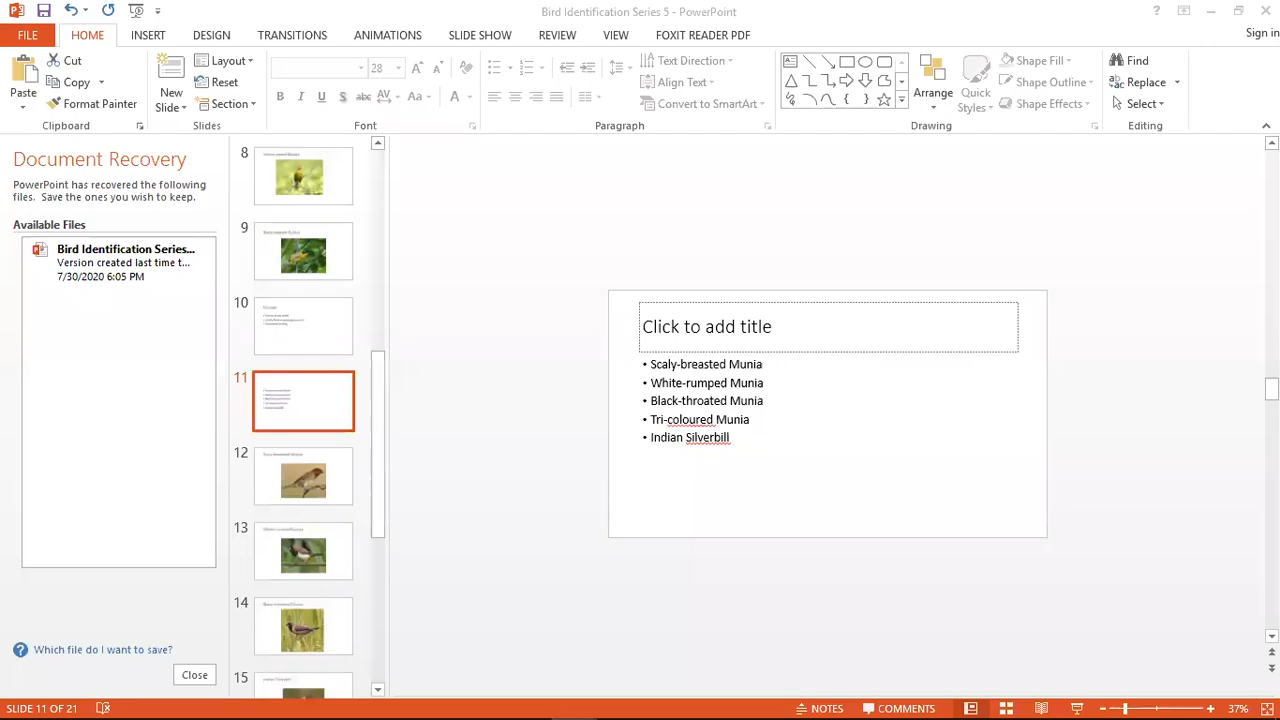 Bird Identification Series 5 - PowerPoint
FILE HOME INSERT DESIGN TRANSITIONS ANIMATIONS SLIDE SHOW REVIEW VIEW FOXIT READER PDF Sign in
Paste
Cut
Copy
Format Painter
Clipboard
New
Slide
Layout
Reset
Section
Slides
28
B I U S abc AV Aa A
Font
Text Direction
Align Text
Convert to SmartArt
Paragraph
Arrange
Quick
Styles
Shape Fill
Shape Outline
Shape Effects
Drawing
Find
Replace
Select
Editing
Document Recovery
PowerPoint has recovered the following
files. Save the ones you wish to keep.
Available Files
Bird Identification Series...
Version created last time t...
7/30/2020 6:05 PM
Which file do I want to save?
Close
8
9
10
11
12
13
14
15
Click to add title
• Scaly-breasted Munia
• White-rumped Munia
• Black-throated Munia
• Tri-coloured Munia
• Indian Silverbill
SLIDE 11 OF 21
NOTES
COMMENTS
37%